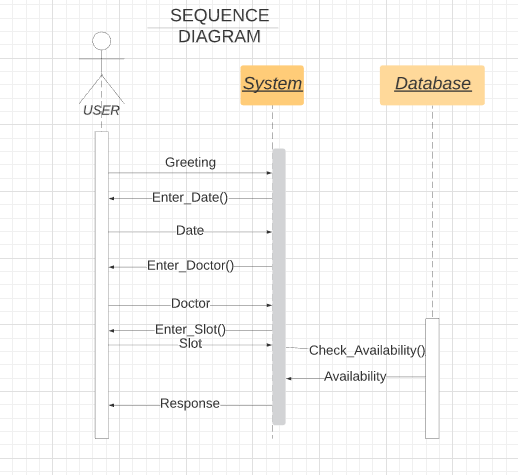 SEQUENCE
DIAGRAM
USER
System
Database
Greeting
Enter_Date()
Date
Enter_Doctor()
Doctor
Enter_Slot()
Slot
Check_Availability()
Availability
Response